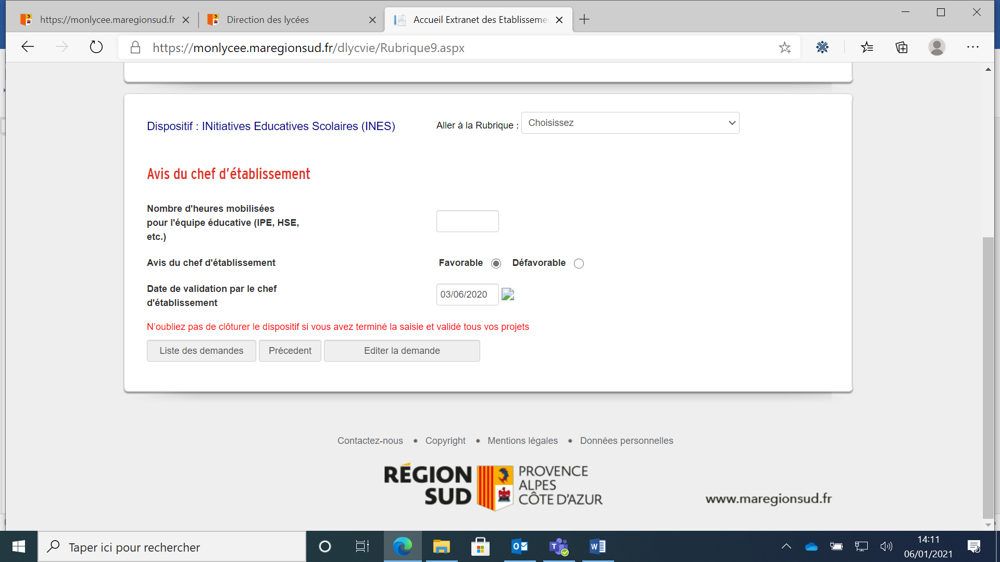 https://monlycee.maregionsud.fr
Direction des lycées
Accueil Extranet des Etablisseme
https://monlycee.maregionsud.fr/dlycvie/Rubrique9.aspx
Dispositif : INitiatives Educatives Scolaires (INES)
Aller à la Rubrique : Choisissez
Avis du chef d'établissement
Nombre d'heures mobilisées
pour l'équipe éducative (IPE, HSE,
etc.)
Avis du chef d'établissement
Favorable Défavorable
Date de validation par le chef
d'établissement
03/06/2020
N'oubliez pas de clôturer le dispositif si vous avez terminé la saisie et validé tous vos projets
Liste des demandes Précedent Editer la demande
Contactez-nous • Copyright • Mentions légales • Données personnelles
RÉGION
SUD
PROVENCE
ALPES
CÔTE D'AZUR
www.maregionsud.fr
Taper ici pour rechercher
14:11
06/01/2021